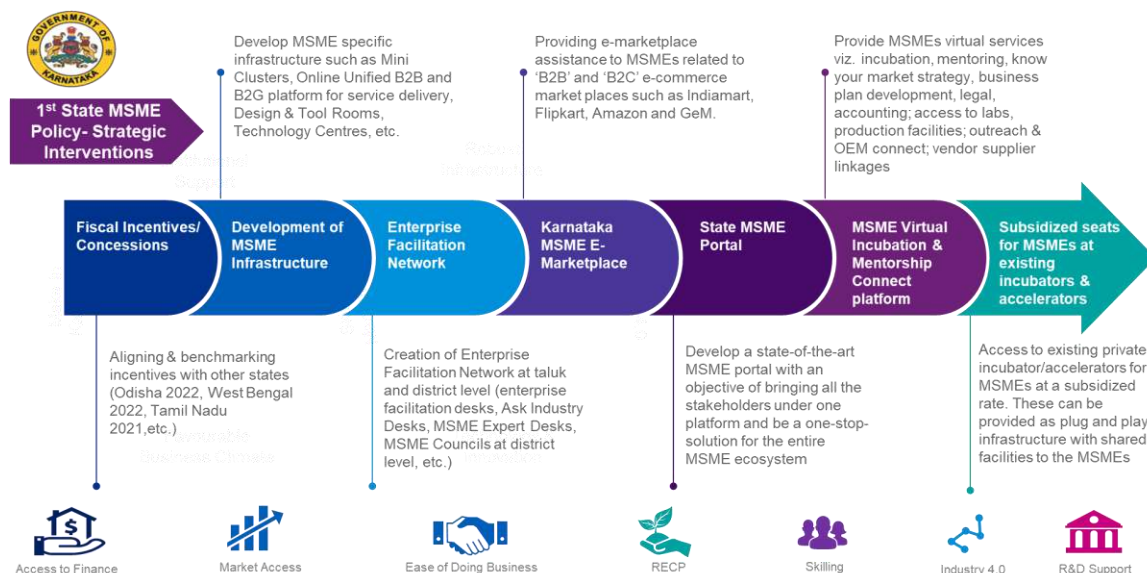 GOVERNMENT OF
KARNATAKA
1st State MSME
Policy- Strategic
Interventions
Develop MSME specific
infrastructure such as Mini
Clusters, Online Unified B2B and
B2G platform for service delivery,
Design & Tool Rooms,
Technology Centres, etc.
Providing e-marketplace
assistance to MSMEs related to
‘B2B’ and ‘B2C’ e-commerce
market places such as Indiamart,
Flipkart, Amazon and GeM.
Provide MSMEs virtual services
viz. incubation, mentoring, know
your market strategy, business
plan development, legal,
accounting; access to labs,
production facilities; outreach &
OEM connect; vendor supplier
linkages
Fiscal Incentives/
Concessions
Development of
MSME
Infrastructure
Enterprise
Facilitation
Network
Karnataka
MSME E-
Marketplace
State MSME
Portal
MSME Virtual
Incubation &
Mentorship
Connect
platform
Subsidized seats
for MSMEs at
existing
incubators &
accelerators
Aligning & benchmarking
incentives with other states
(Odisha 2022, West Bengal
2022, Tamil Nadu
2021,etc.)
Creation of Enterprise
Facilitation Network at taluk
and district level (enterprise
facilitation desks, Ask Industry
Desks, MSME Expert Desks,
MSME Councils at district
level, etc.)
Develop a state-of-the-art
MSME portal with an
objective of bringing all the
stakeholders under one
platform and be a one-stop-
solution for the entire
MSME ecosystem
Access to existing private
incubator/accelerators for
MSMEs at a subsidized
rate. These can be
provided as plug and play
infrastructure with shared
facilities to the MSMEs
Access to Finance
Market Access
Ease of Doing Business
RECP
Skilling
Industry 4.0
R&D Support